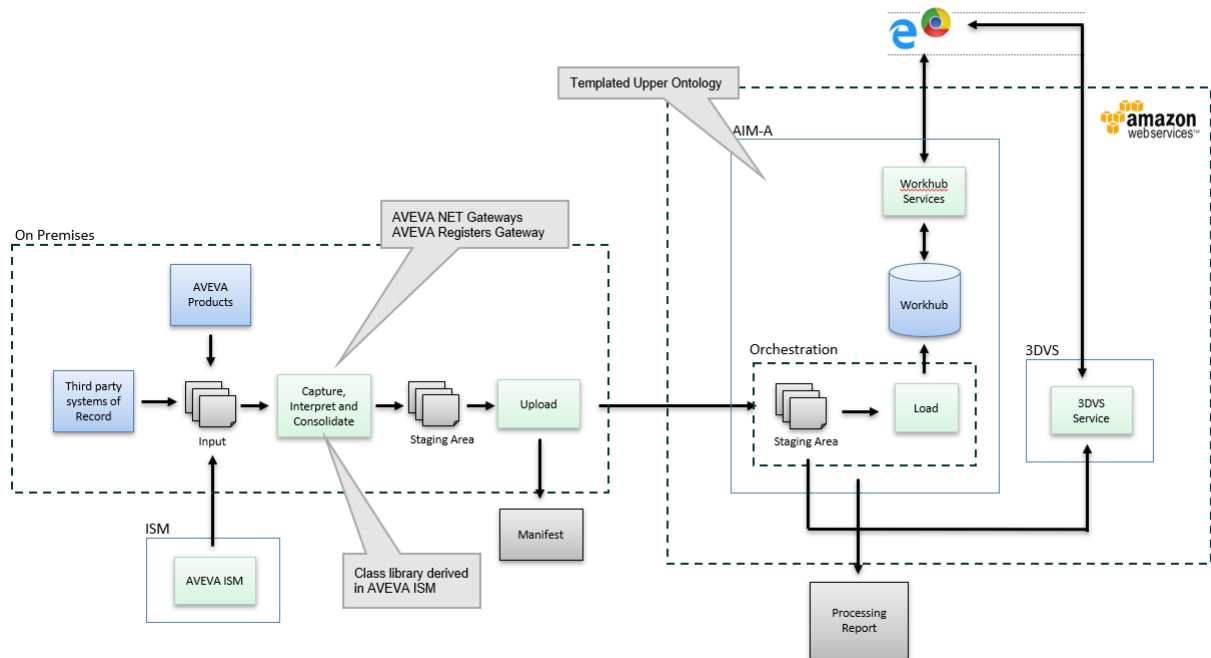 Templated Upper Ontology
amazon
webservices™
AIM-A
Workhub
Services
AVEVA NET Gateways
AVEVA Registers Gateway
On Premises
AVEVA
Products
Workhub
Orchestration
3DVS
Third party
systems of
Record
Input
Capture,
Interpret and
Consolidate
Staging Area
Upload
Staging Area
Load
3DVS
Service
ISM
AVEVA ISM
Class library derived
in AVEVA ISM
Manifest
Processing
Report